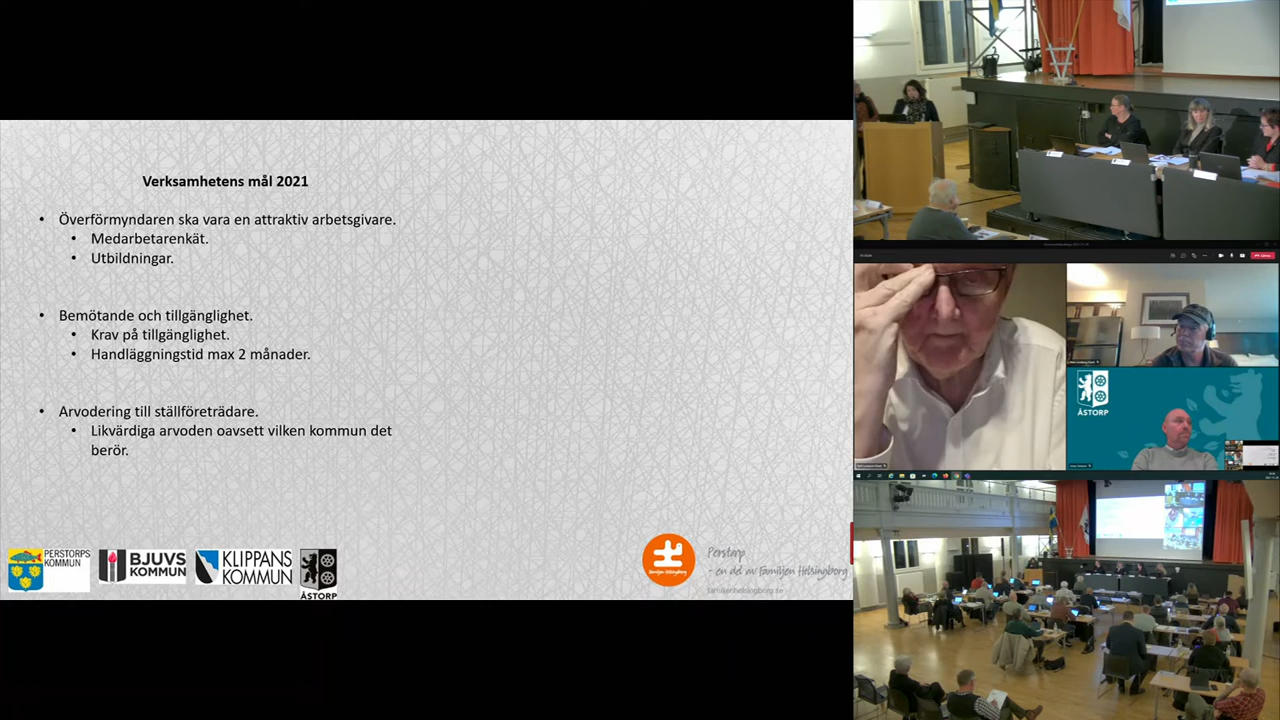 Verksamhetens mål 2021
• Överförmyndaren ska vara en attraktiv arbetsgivare.
• Medarbetarenkät.
• Utbildningar.
• Bemötande och tillgänglighet.
• Krav på tillgänglighet.
• Handläggningstid max 2 månader.
• Arvodering till ställföreträdare.
• Likvärdiga arvoden oavsett vilken kommun det
berör.
PERSTORPS
KOMMUN
BJUVS
KOMMUN
KLIPPANS
KOMMUN
ÅSTORP
familjen helsingborg
Perstorp
- en del av Familjen Helsingborg
familjenhelsingborg.se
ÅSTORP